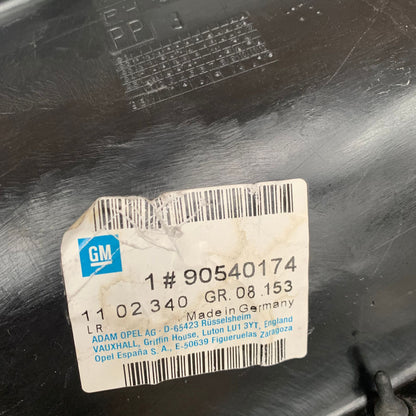 PP
GM
1 # 90540174
11 02 340 GR. 08.153
LR Made in Germany
ADAM OPEL AG - D-65423 Rüsselsheim
VAUXHALL, Griffin House, Luton LU1 3YT, England
Opel España S. A., E-50639 Figueruelas Zaragoza